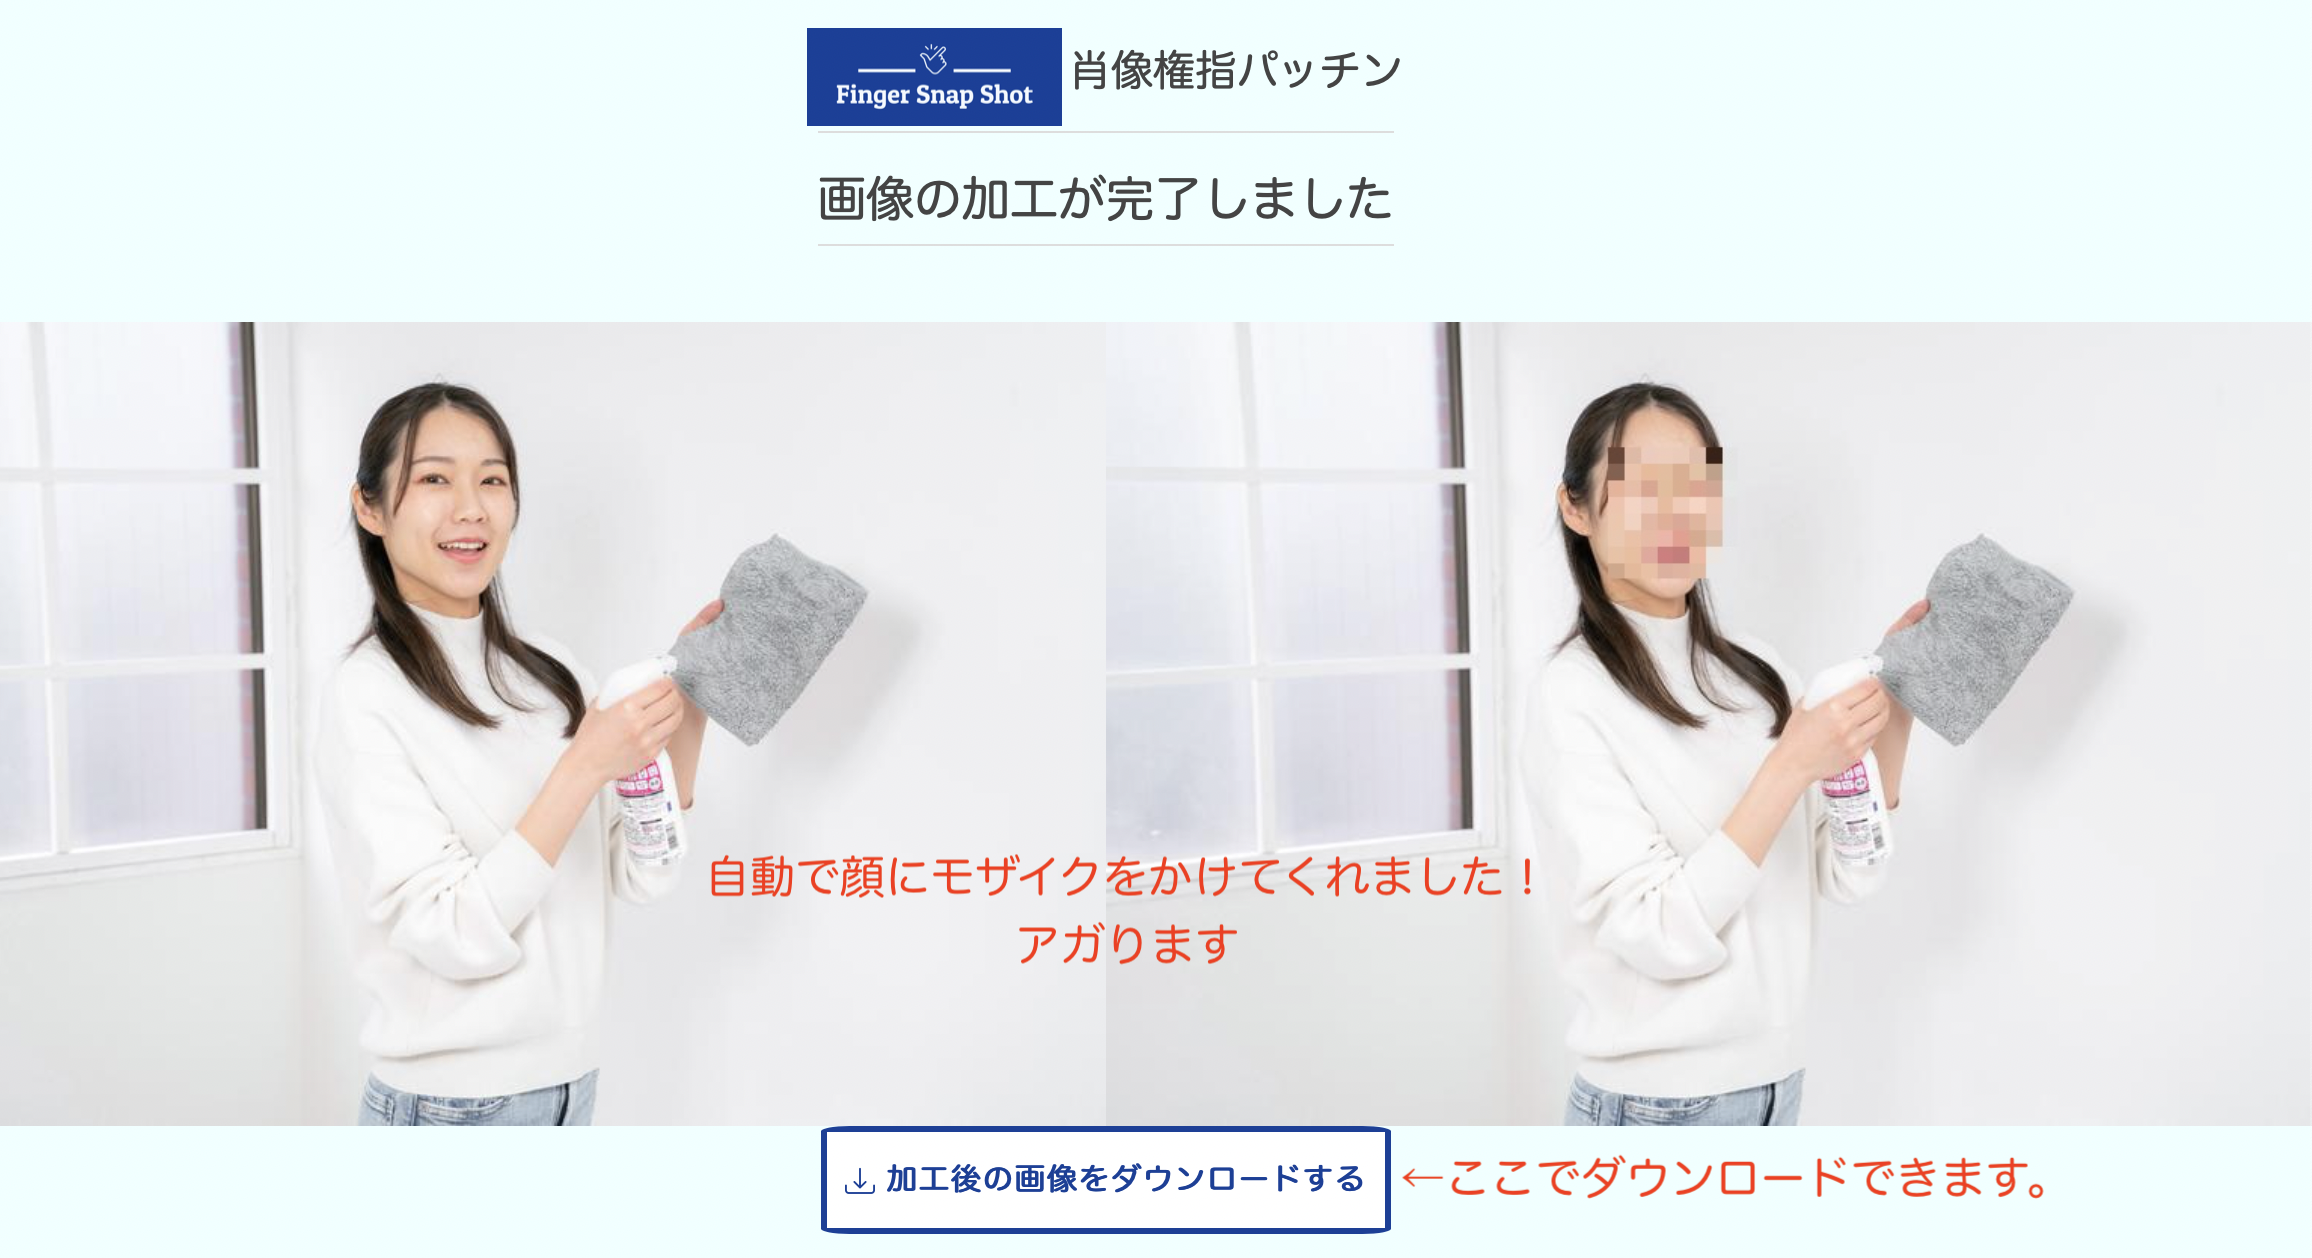 Finger Snap Shot
肖像権指パッチン
画像の加工が完了しました
自動で顔にモザイクをかけてくれました！
アガります
加工後の画像をダウンロードする
←ここでダウンロードできます。